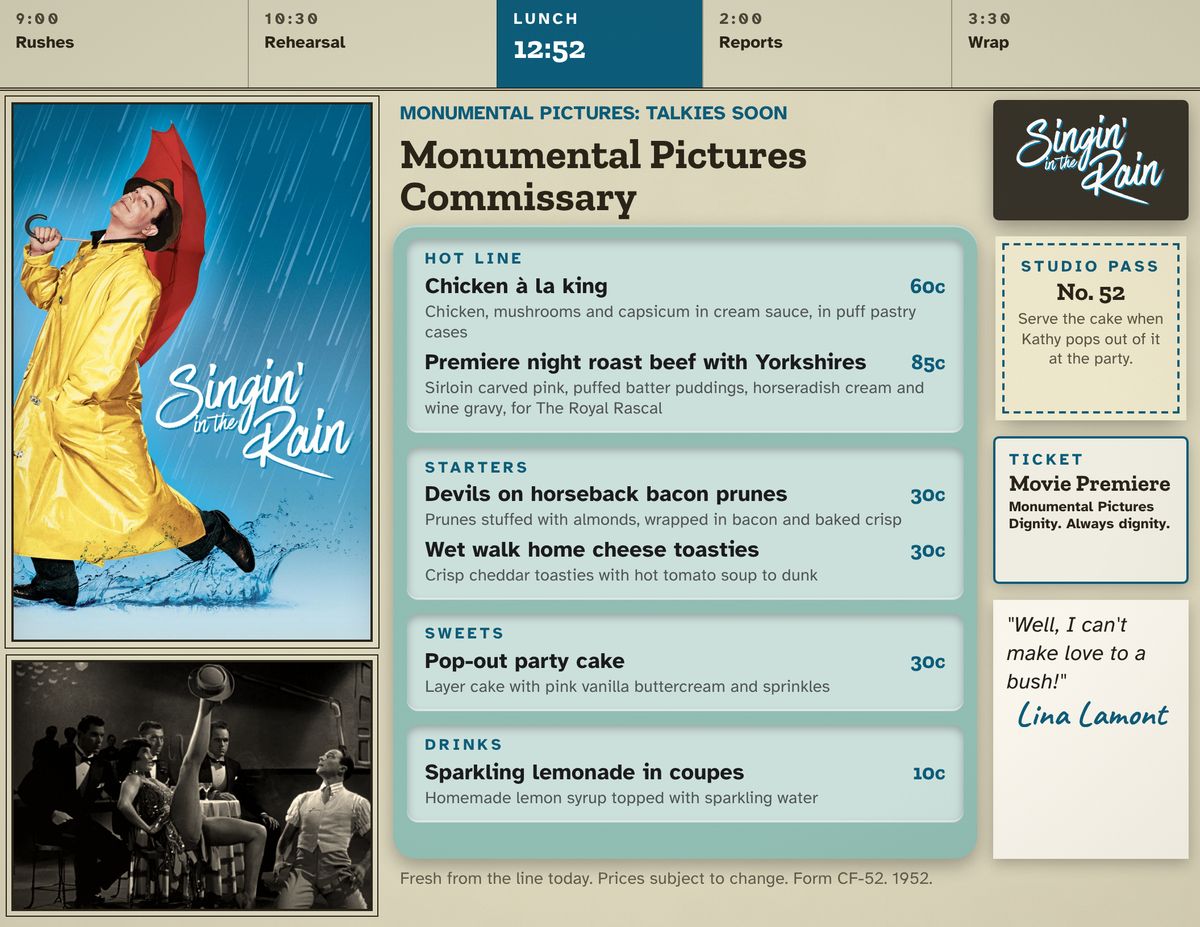 9:00
Rushes
10:30
Rehearsal
LUNCH
12:52
2:00
Reports
3:30
Wrap
Singin'
in the
Rain
MONUMENTAL PICTURES: TALKIES SOON
Monumental Pictures
Commissary
HOT LINE
Chicken à la king 60c
Chicken, mushrooms and capsicum in cream sauce, in puff pastry
cases
Premiere night roast beef with Yorkshires 85c
Sirloin carved pink, puffed batter puddings, horseradish cream and
wine gravy, for The Royal Rascal
STARTERS
Devils on horseback bacon prunes 30c
Prunes stuffed with almonds, wrapped in bacon and baked crisp
Wet walk home cheese toasties 30c
Crisp cheddar toasties with hot tomato soup to dunk
SWEETS
Pop-out party cake 30c
Layer cake with pink vanilla buttercream and sprinkles
DRINKS
Sparkling lemonade in coupes 10c
Homemade lemon syrup topped with sparkling water
Fresh from the line today. Prices subject to change. Form CF-52. 1952.
Singin'
in the
Rain
STUDIO PASS
No. 52
Serve the cake when
Kathy pops out of it
at the party.
TICKET
Movie Premiere
Monumental Pictures
Dignity. Always dignity.
"Well, I can't
make love to a
bush!"
Lina Lamont